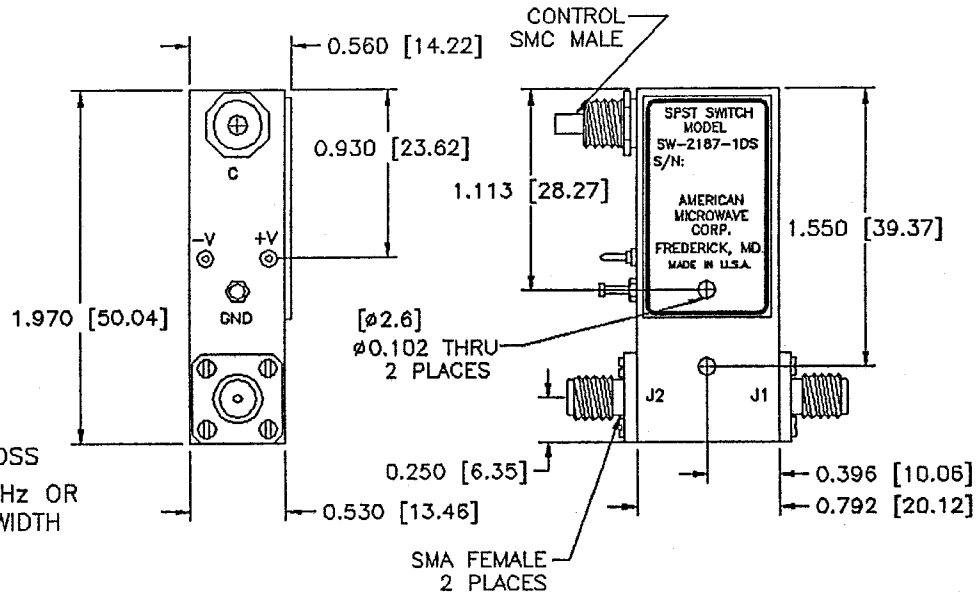 CONTROL
SMC MALE
0.560 [14.22]
0.930 [23.62]
C
-V +V
GND
1.970 [50.04]
0.530 [13.46]
SPST SWITCH
MODEL
SW-2187-1DS
S/N:
AMERICAN
MICROWAVE
CORP.
FREDERICK, MD.
MADE IN U.S.A.
1.113 [28.27]
1.550 [39.37]
[ø2.6]
ø0.102 THRU
2 PLACES
J2 J1
0.250 [6.35]
0.396 [10.06]
0.792 [20.12]
SMA FEMALE
2 PLACES
OSS
Hz OR
WIDTH